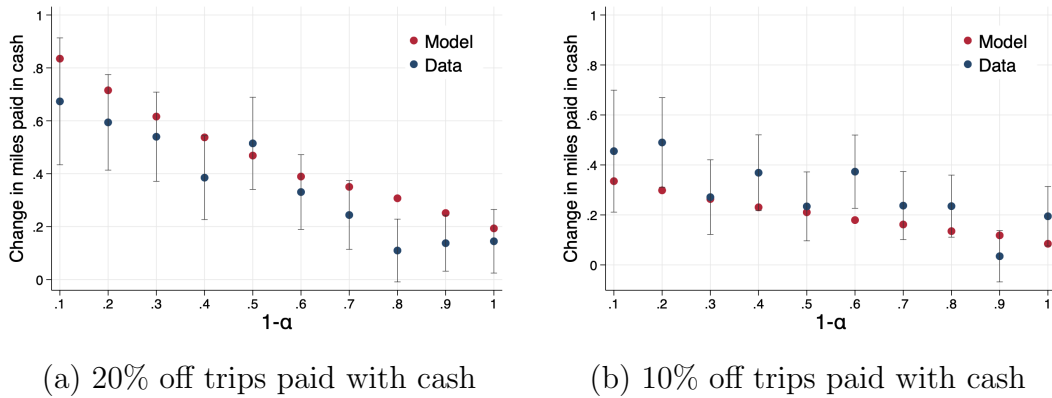 Change in miles paid in cash
1
.8
.6
.4
.2
0
Model
Data
.1 .2 .3 .4 .5 .6 .7 .8 .9 1
1-α
(a) 20% off trips paid with cash
Change in miles paid in cash
1
.8
.6
.4
.2
0
Model
Data
.1 .2 .3 .4 .5 .6 .7 .8 .9 1
1-α
(b) 10% off trips paid with cash